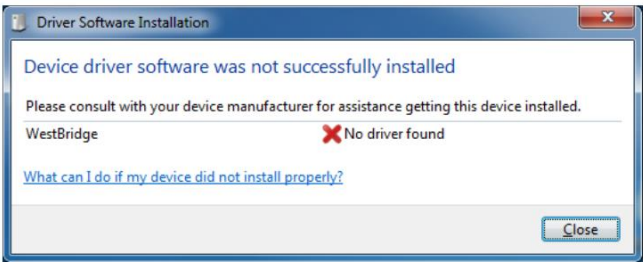 Driver Software Installation
Device driver software was not successfully installed
Please consult with your device manufacturer for assistance getting this device installed.
WestBridge No driver found
What can I do if my device did not install properly?
Close